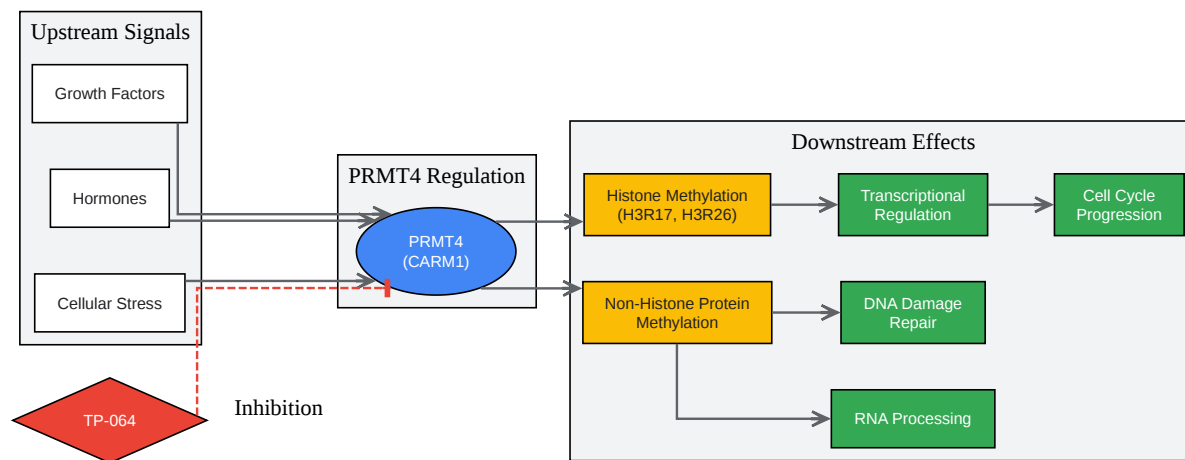 Upstream Signals
Growth Factors
Hormones
Cellular Stress
TP-064
Inhibition
PRMT4 Regulation
PRMT4
(CARM1)
Downstream Effects
Histone Methylation
(H3R17, H3R26)
Transcriptional
Regulation
Cell Cycle
Progression
Non-Histone Protein
Methylation
DNA Damage
Repair
RNA Processing